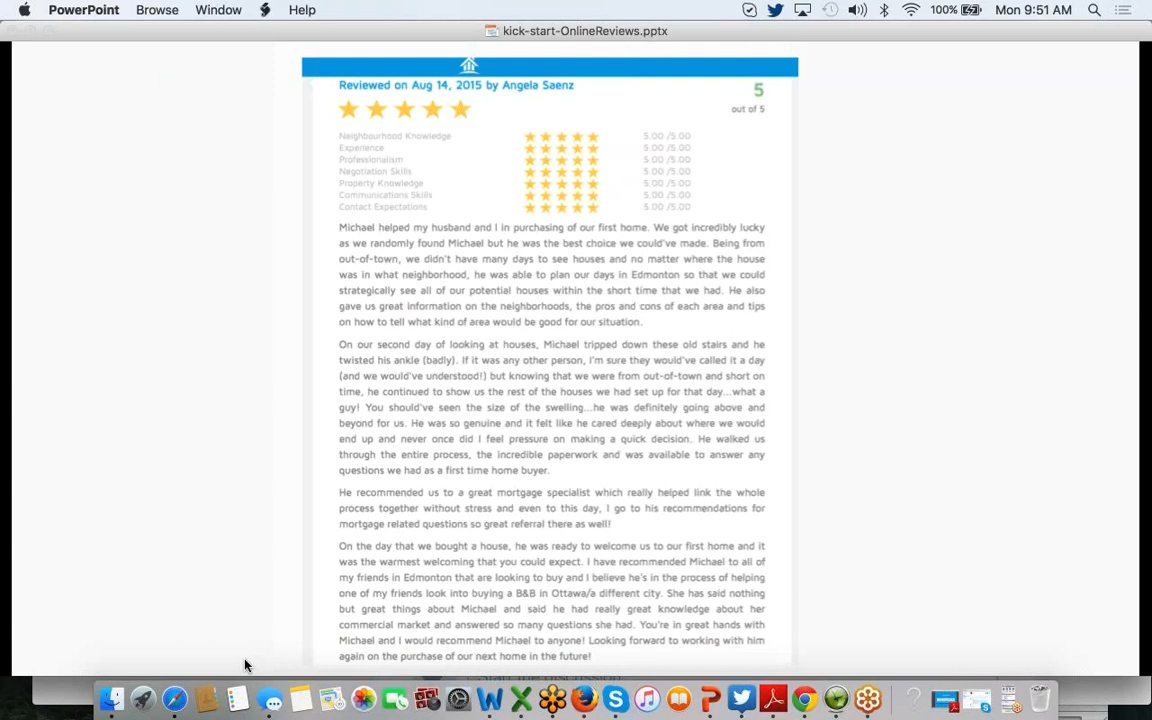 PowerPoint Browse Window Help 100% Mon 9:51 AM
kick-start-OnlineReviews.pptx
Reviewed on Aug 14, 2015 by Angela Saenz
5
out of 5
Neighbourhood Knowledge 5.00 /5.00
Experience 5.00 /5.00
Professionalism 5.00 /5.00
Negotiation Skills 5.00 /5.00
Property Knowledge 5.00 /5.00
Communications Skills 5.00 /5.00
Contact Expectations 5.00 /5.00
Michael helped my husband and I in purchasing of our first home. We got incredibly lucky
as we randomly found Michael but he was the best choice we could've made. Being from
out-of-town, we didn't have many days to see houses and no matter where the house
was in what neighborhood, he was able to plan our days in Edmonton so that we could
strategically see all of our potential houses within the short time that we had. He also
gave us great information on the neighborhoods, the pros and cons of each area and tips
on how to tell what kind of area would be good for our situation.
On our second day of looking at houses, Michael tripped down these old stairs and he
twisted his ankle (badly). If it was any other person, I'm sure they would've called it a day
(and we would've understood!) but knowing that we were from out-of-town and short on
time, he continued to show us the rest of the houses we had set up for that day...what a
guy! You should've seen the size of the swelling...he was definitely going above and
beyond for us. He was so genuine and it felt like he cared deeply about where we would
end up and never once did I feel pressure on making a quick decision. He walked us
through the entire process, the incredible paperwork and was available to answer any
questions we had as a first time home buyer.
He recommended us to a great mortgage specialist which really helped link the whole
process together without stress and even to this day, I go to his recommendations for
mortgage related questions so great referral there as well!
On the day that we bought a house, he was ready to welcome us to our first home and it
was the warmest welcoming that you could expect. I have recommended Michael to all of
my friends in Edmonton that are looking to buy and I believe he's in the process of helping
one of my friends look into buying a B&B in Ottawa/a different city. She has said nothing
but great things about Michael and said he had really great knowledge about her
commercial market and answered so many questions she had. You're in great hands with
Michael and I would recommend Michael to anyone! Looking forward to working with him
again on the purchase of our next home in the future!